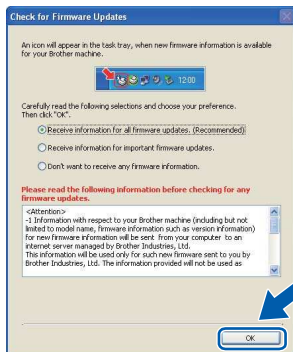 Check for Firmware Updates
An icon will appear in the task tray, when new firmware information is available
for your Brother machine.
12:00
Carefully read the following selections and choose your preference.
Then click "OK".
Receive information for all firmware updates. (Recommended)
Receive information for important firmware updates.
Don't want to receive any firmware information.
Please read the following information before checking for any
firmware updates.
<Attention>
-1 Information with respect to your Brother machine (including but not
limited to model name, firmware information such as version information)
for new firmware information will be sent from your computer to an
internet server managed by Brother Industries, Ltd.
This information will be used only for such new firmware sent to you by
Brother Industries, Ltd. The information provided will not be used as
OK